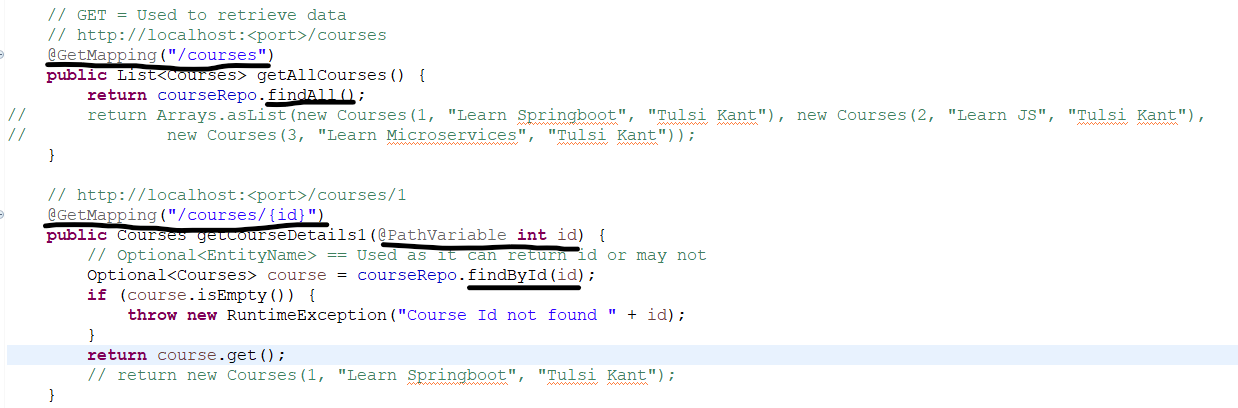 // GET = Used to retrieve data
// http://localhost:<port>/courses
@GetMapping("/courses")
public List<Courses> getAllCourses() {
return courseRepo.findAll();
// return Arrays.asList(new Courses(1, "Learn Springboot", "Tulsi Kant"), new Courses(2, "Learn JS", "Tulsi Kant"),
// new Courses(3, "Learn Microservices", "Tulsi Kant"));
}
// http://localhost:<port>/courses/1
@GetMapping("/courses/{id}")
public Courses getCourseDetails1(@PathVariable int id) {
// Optional<EntityName> == Used as it can return id or may not
Optional<Courses> course = courseRepo.findById(id);
if (course.isEmpty()) {
throw new RuntimeException("Course Id not found " + id);
}
return course.get();
// return new Courses(1, "Learn Springboot", "Tulsi Kant");
}